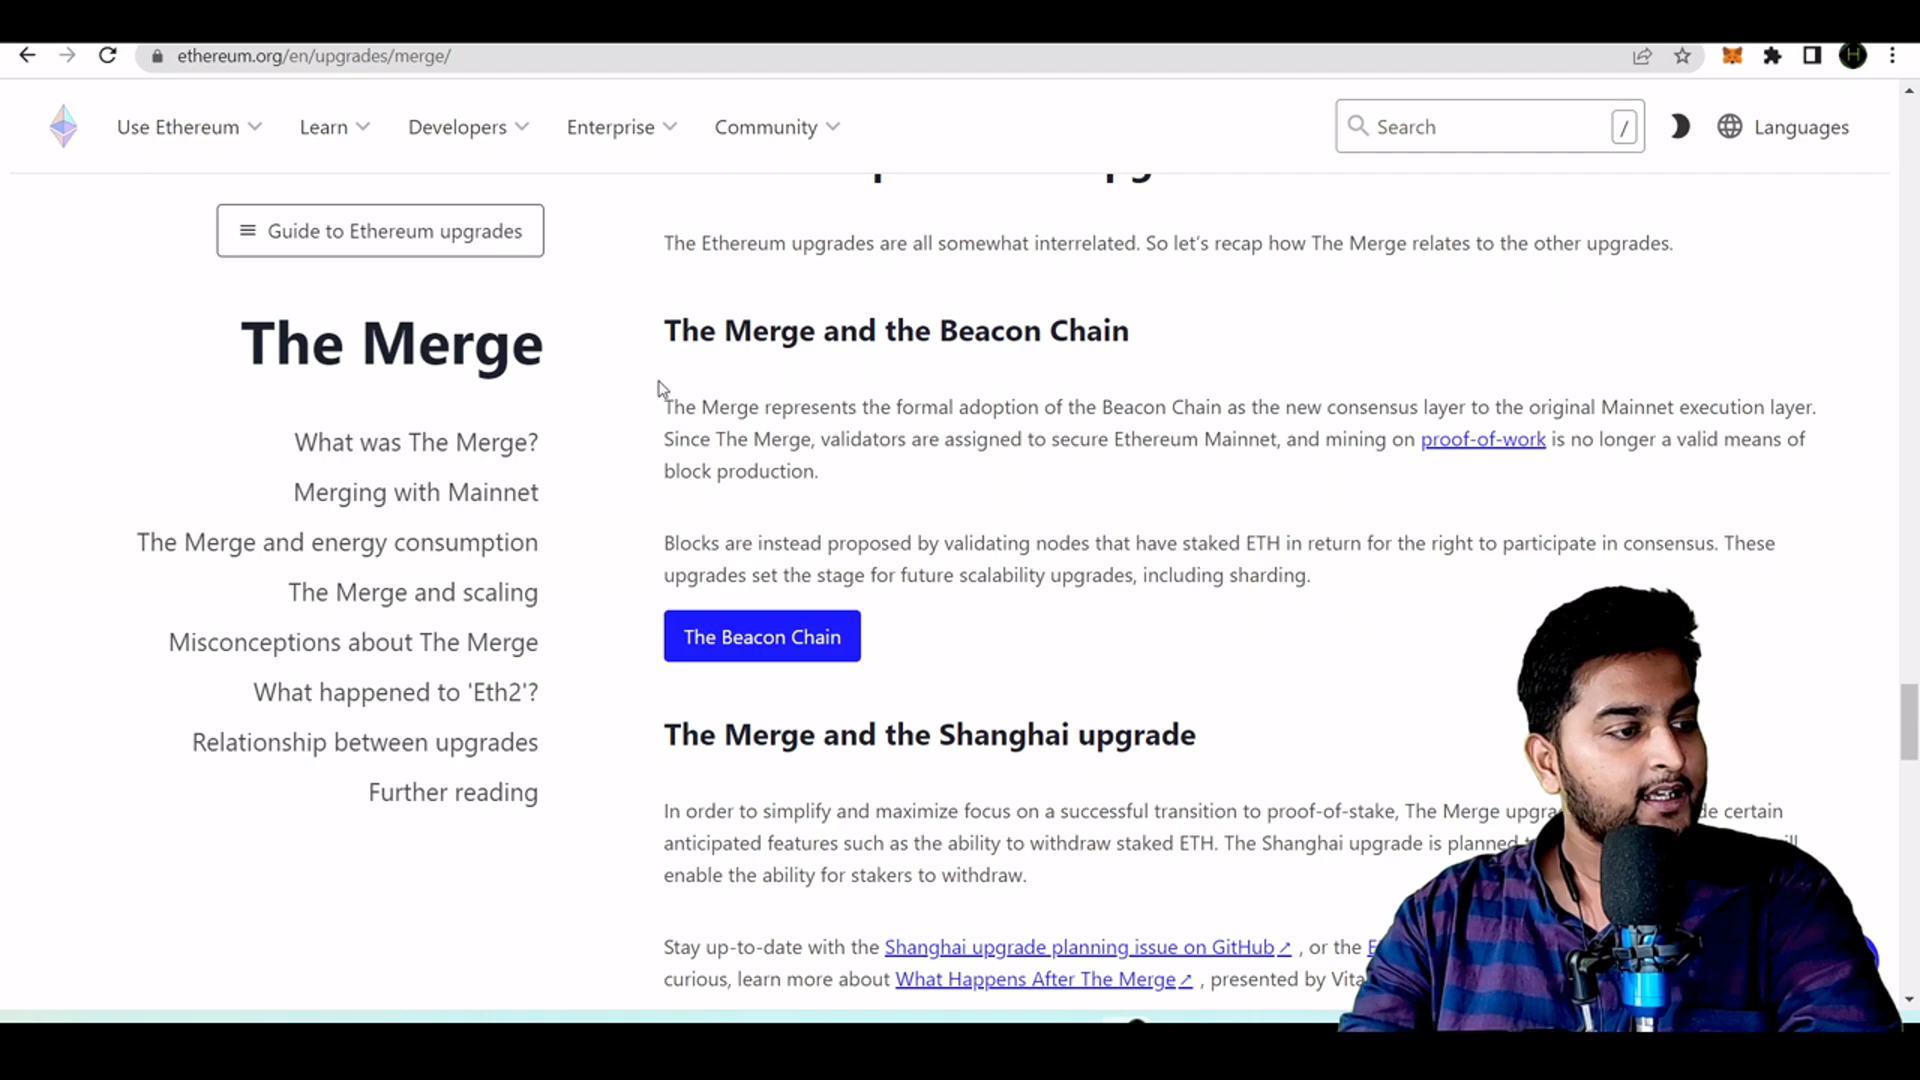 ethereum.org/en/upgrades/merge/
H
Use Ethereum Learn Developers Enterprise Community Search / Languages
Guide to Ethereum upgrades
The Merge
What was The Merge?
Merging with Mainnet
The Merge and energy consumption
The Merge and scaling
Misconceptions about The Merge
What happened to 'Eth2'?
Relationship between upgrades
Further reading
The Ethereum upgrades are all somewhat interrelated. So let's recap how The Merge relates to the other upgrades.
The Merge and the Beacon Chain
The Merge represents the formal adoption of the Beacon Chain as the new consensus layer to the original Mainnet execution layer.
Since The Merge, validators are assigned to secure Ethereum Mainnet, and mining on proof-of-work is no longer a valid means of
block production.
Blocks are instead proposed by validating nodes that have staked ETH in return for the right to participate in consensus. These
upgrades set the stage for future scalability upgrades, including sharding.
The Beacon Chain
The Merge and the Shanghai upgrade
In order to simplify and maximize focus on a successful transition to proof-of-stake, The Merge certain
anticipated features such as the ability to withdraw staked ETH. The Shanghai upgrade is planned
enable the ability for stakers to withdraw.
Stay up-to-date with the Shanghai upgrade planning issue on GitHub , or the
curious, learn more about What Happens After The Merge , presented by